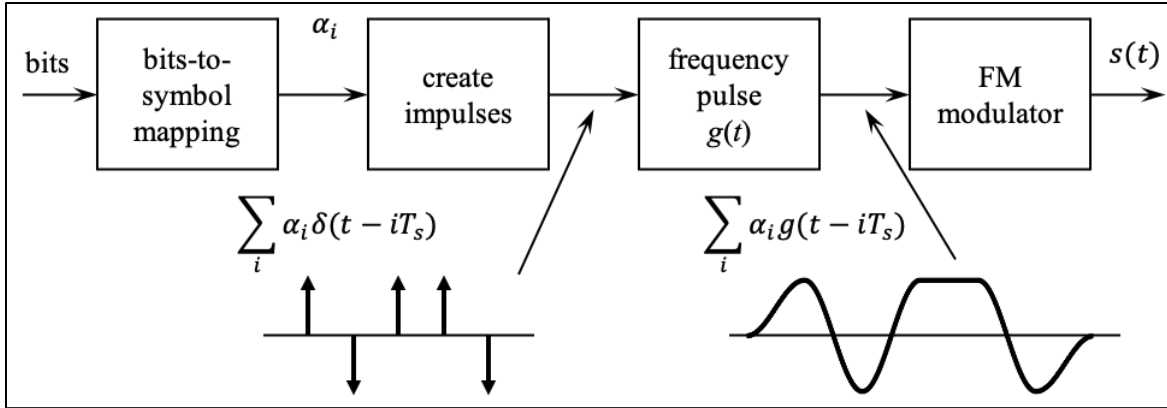 bits
bits-to-
symbol
mapping
α_i
create
impulses
frequency
pulse
g(t)
FM
modulator
s(t)
∑_i α_i δ(t − iT_s)
∑_i α_i g(t − iT_s)